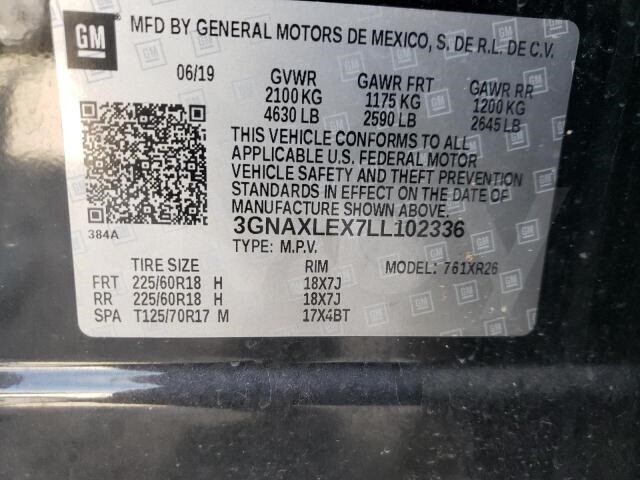 GM
MFD BY GENERAL MOTORS DE MEXICO, S. DE R.L. DE C.V.
06/19 GVWR GAWR FRT GAWR RR
2100 KG 1175 KG 1200 KG
4630 LB 2590 LB 2645 LB
THIS VEHICLE CONFORMS TO ALL
APPLICABLE U.S. FEDERAL MOTOR
VEHICLE SAFETY AND THEFT PREVENTION
STANDARDS IN EFFECT ON THE DATE OF
MANUFACTURE SHOWN ABOVE.
384A
3GNAXLEX7LL102336
TYPE: M.P.V. MODEL: 761XR26
TIRE SIZE RIM
FRT 225/60R18 H 18X7J
RR 225/60R18 H 18X7J
SPA T125/70R17 M 17X4BT